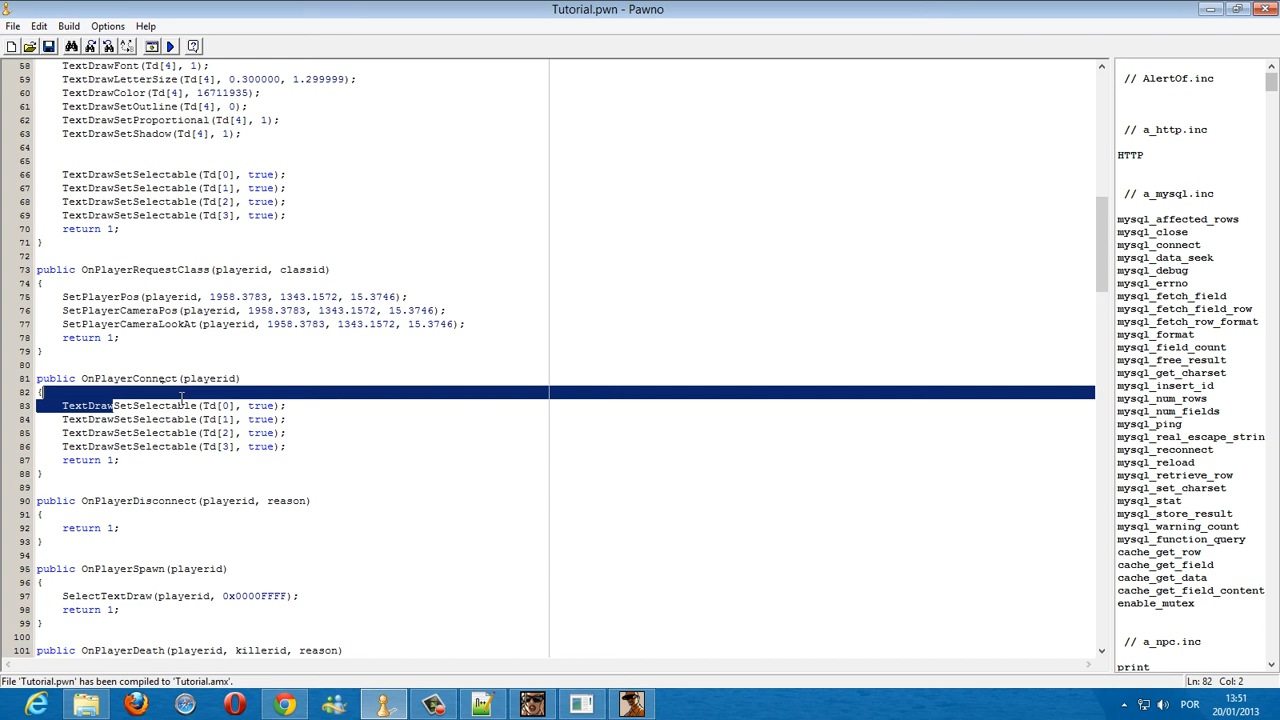 Tutorial.pwn - Pawno
File Edit Build Info Help
58 TextDrawFont(Td[4], 1);
59 TextDrawLetterSize(Td[4], 0.300000, 1.299999);
60 TextDrawColor(Td[4], 16711935);
61 TextDrawSetOutline(Td[4], 0);
62 TextDrawSetProportional(Td[4], 1);
63 TextDrawSetShadow(Td[4], 1);
64
65
66 TextDrawSetSelectable(Td[0], true);
67 TextDrawSetSelectable(Td[1], true);
68 TextDrawSetSelectable(Td[2], true);
69 TextDrawSetSelectable(Td[3], true);
70 return 1;
71 }
72
73 public OnPlayerRequestClass(playerid, classid)
74 {
75 SetPlayerPos(playerid, 1958.3783, 1343.1572, 15.3746);
76 SetPlayerCameraPos(playerid, 1958.3783, 1343.1572, 15.3746);
77 SetPlayerCameraLookAt(playerid, 1958.3783, 1343.1572, 15.3746);
78 return 1;
79 }
80
81 public OnPlayerConnect(playerid)
82 {
83 TextDrawSetSelectable(Td[0], true);
84 TextDrawSetSelectable(Td[1], true);
85 TextDrawSetSelectable(Td[2], true);
86 TextDrawSetSelectable(Td[3], true);
87 return 1;
88 }
89
90 public OnPlayerDisconnect(playerid, reason)
91 {
92 return 1;
93 }
94
95 public OnPlayerSpawn(playerid)
96 {
97 SelectTextDraw(playerid, 0x0000FFFF);
98 return 1;
99 }
100
101 public OnPlayerDeath(playerid, killerid, reason)
// AlertOf.inc
// a_http.inc
HTTP
// a_mysql.inc
mysql_affected_rows
mysql_close
mysql_connect
mysql_data_seek
mysql_debug
mysql_errno
mysql_fetch_field
mysql_fetch_field_row
mysql_fetch_row_format
mysql_format
mysql_field_count
mysql_free_result
mysql_get_charset
mysql_insert_id
mysql_num_rows
mysql_num_fields
mysql_ping
mysql_real_escape_strin
mysql_reconnect
mysql_reload
mysql_retrieve_row
mysql_set_charset
mysql_stat
mysql_store_result
mysql_warning_count
mysql_function_query
cache_get_row
cache_get_field
cache_get_data
cache_get_field_content
enable_mutex
// a_npc.inc
print
File 'Tutorial.pwn' has been compiled to 'Tutorial.amx'.
Ln: 82 Col: 2
POR
13:51
20/01/2013